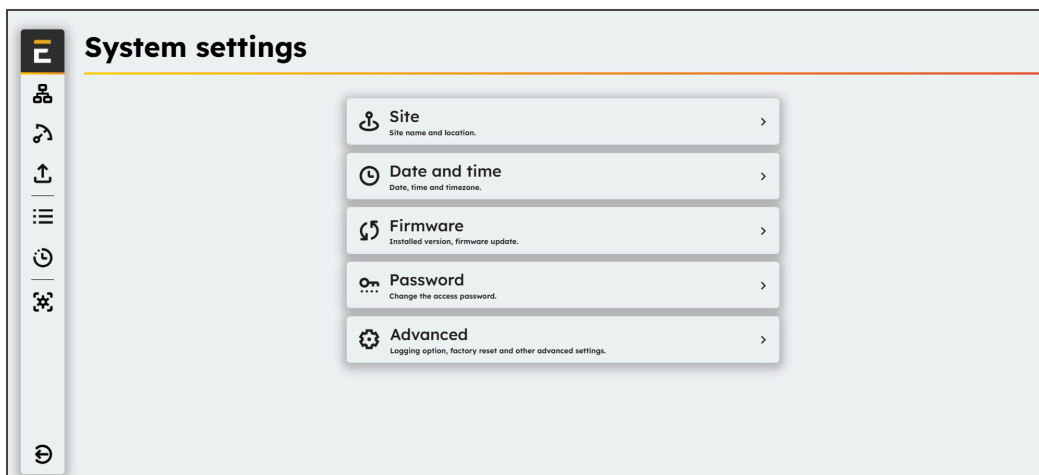 System settings
Site
Site name and location.
Date and time
Date, time and timezone.
Firmware
Installed version, firmware update.
Password
Change the access password.
Advanced
Logging option, factory reset and other advanced settings.